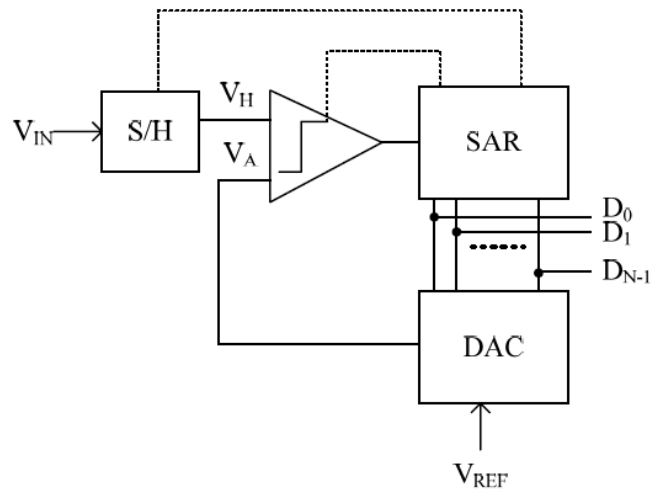 V_H
V_IN
S/H
V_A
SAR
D_0
D_1
D_N-1
DAC
V_REF